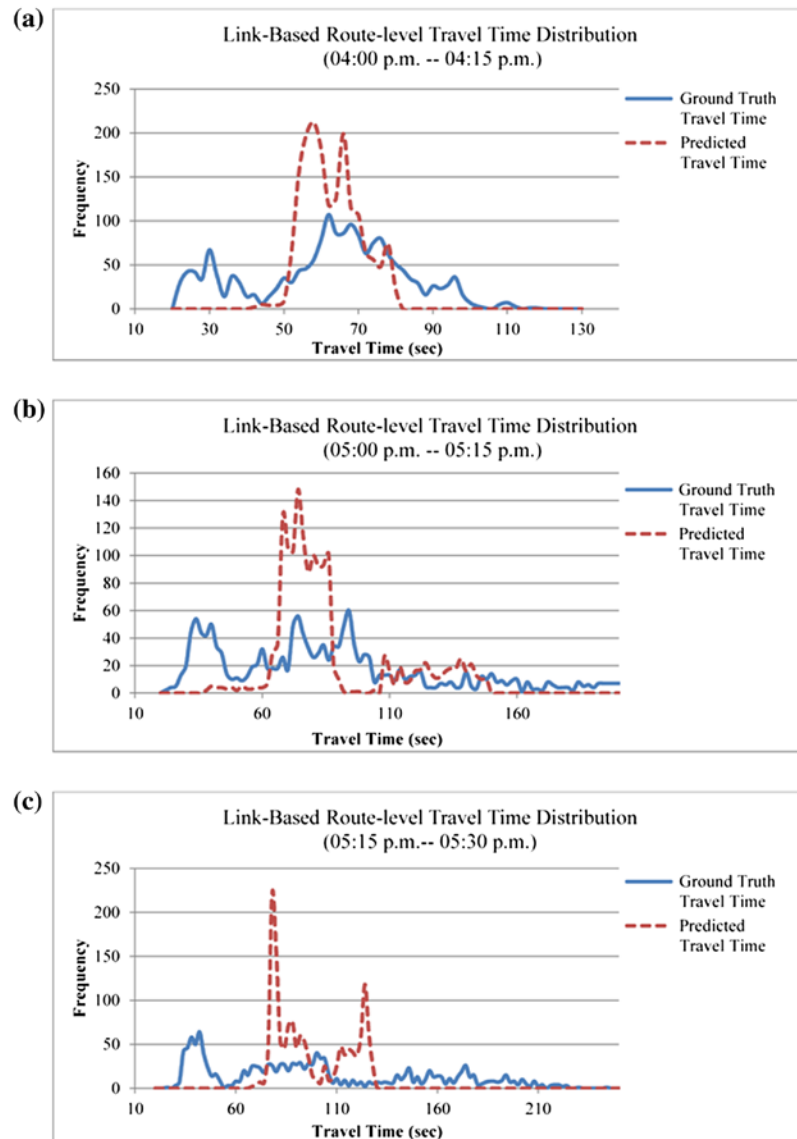 (a)
Link-Based Route-level Travel Time Distribution
(04:00 p.m. -- 04:15 p.m.)
250
200
150
100
50
0
Frequency
10 30 50 70 90 110 130
Travel Time (sec)
Ground Truth
Travel Time
Predicted
Travel Time
(b)
Link-Based Route-level Travel Time Distribution
(05:00 p.m. -- 05:15 p.m.)
160
140
120
100
80
60
40
20
0
Frequency
10 60 110 160
Travel Time (sec)
Ground Truth
Travel Time
Predicted
Travel Time
(c)
Link-Based Route-level Travel Time Distribution
(05:15 p.m.-- 05:30 p.m.)
250
200
150
100
50
0
Frequency
10 60 110 160 210
Travel Time (sec)
Ground Truth
Travel Time
Predicted
Travel Time